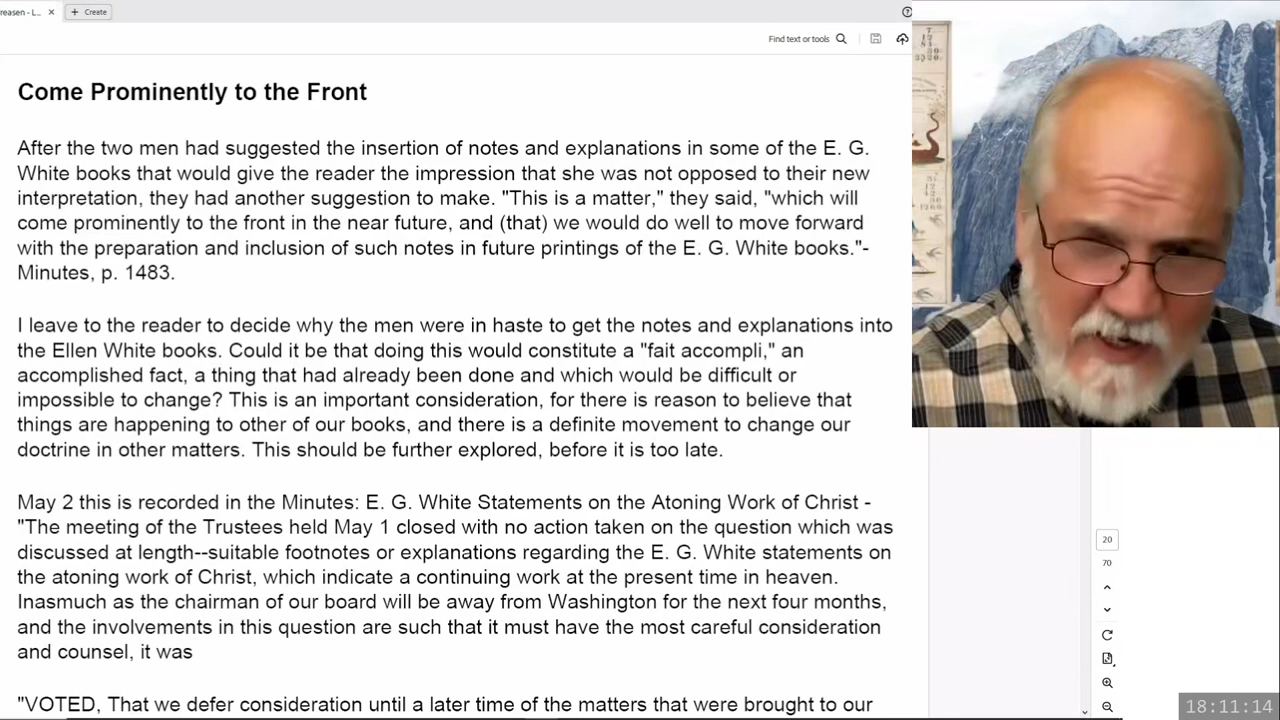 reasen - L...
Create
Find text or tools
Come Prominently to the Front
After the two men had suggested the insertion of notes and explanations in some of the E. G.
White books that would give the reader the impression that she was not opposed to their new
interpretation, they had another suggestion to make. "This is a matter," they said, "which will
come prominently to the front in the near future, and (that) we would do well to move forward
with the preparation and inclusion of such notes in future printings of the E. G. White books."-
Minutes, p. 1483.
I leave to the reader to decide why the men were in haste to get the notes and explanations into
the Ellen White books. Could it be that doing this would constitute a "fait accompli," an
accomplished fact, a thing that had already been done and which would be difficult or
impossible to change? This is an important consideration, for there is reason to believe that
things are happening to other of our books, and there is a definite movement to change our
doctrine in other matters. This should be further explored, before it is too late.
May 2 this is recorded in the Minutes: E. G. White Statements on the Atoning Work of Christ -
"The meeting of the Trustees held May 1 closed with no action taken on the question which was
discussed at length--suitable footnotes or explanations regarding the E. G. White statements on
the atoning work of Christ, which indicate a continuing work at the present time in heaven.
Inasmuch as the chairman of our board will be away from Washington for the next four months,
and the involvements in this question are such that it must have the most careful consideration
and counsel, it was
"VOTED, That we defer consideration until a later time of the matters that were brought to our
20
70
18:11:14